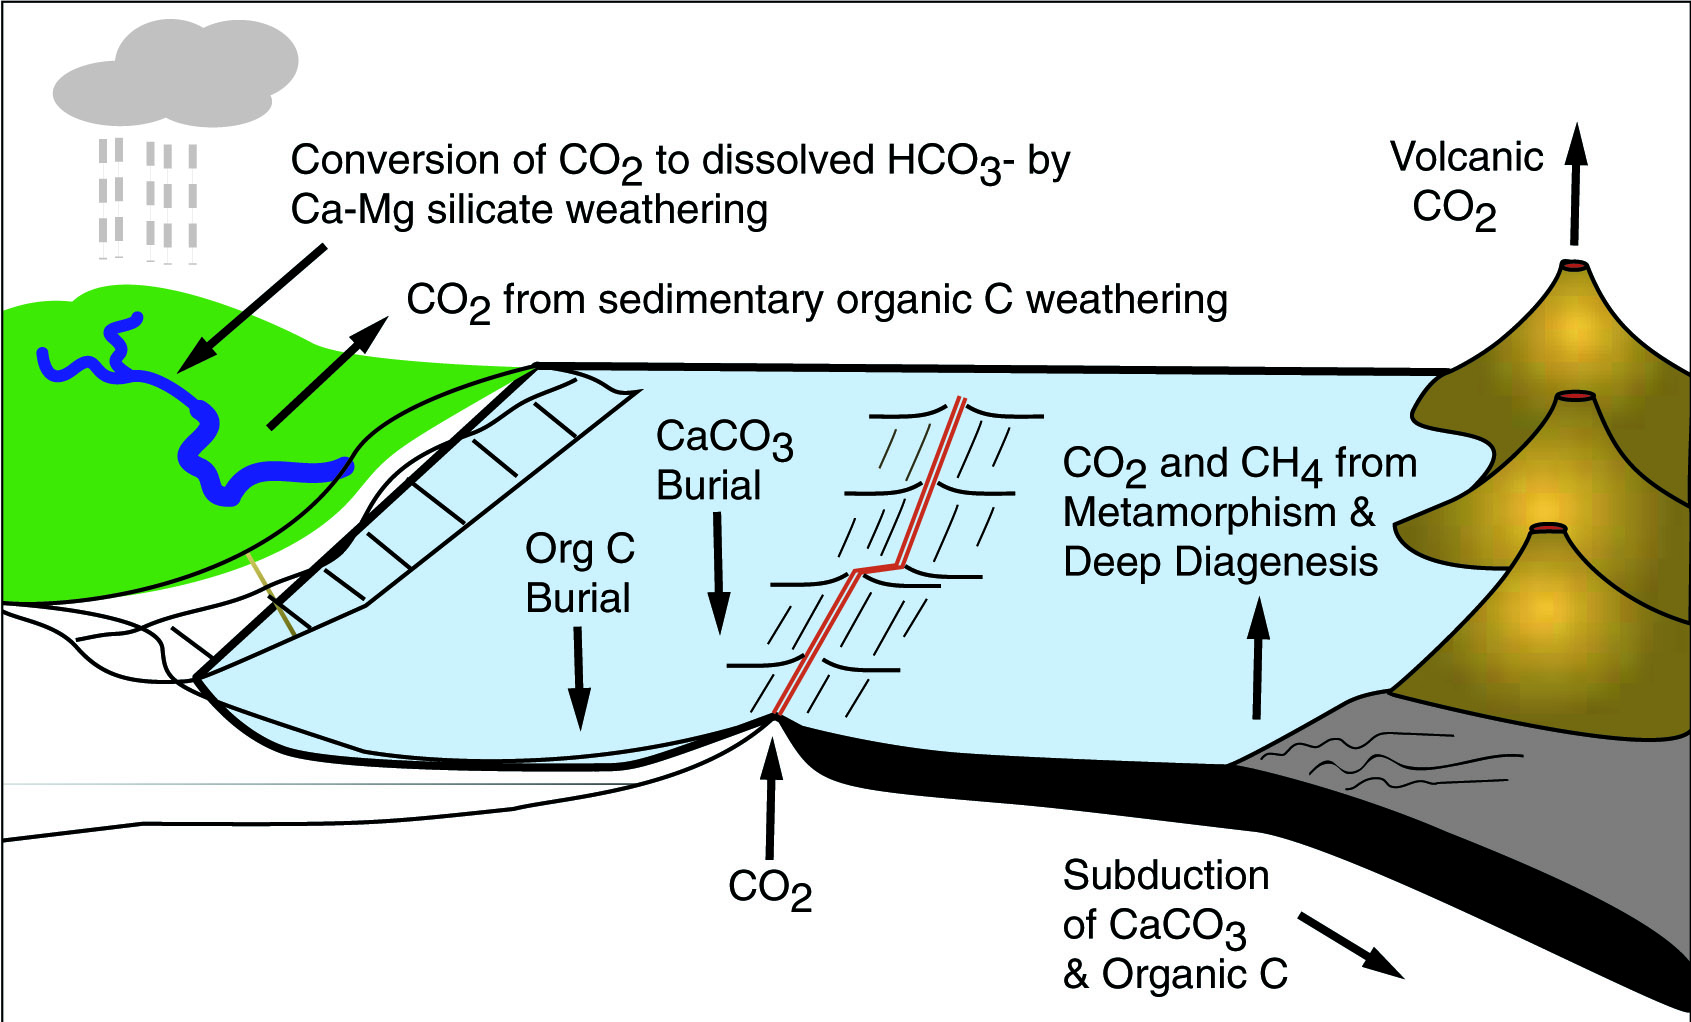 Conversion of CO2 to dissolved HCO3- by
Ca-Mg silicate weathering
Volcanic
CO2
CO2 from sedimentary organic C weathering
CaCO3
Burial
CO2 and CH4 from
Metamorphism &
Deep Diagenesis
Org C
Burial
CO2
Subduction
of CaCO3
& Organic C